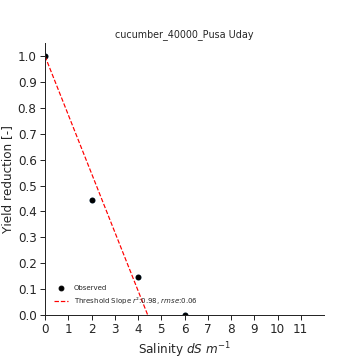 cucumber_40000_Pusa Uday
Yield reduction [-]
1.0
0.9
0.8
0.7
0.6
0.5
0.4
0.3
0.2
0.1
0.0
Observed
Threshold Slope r²:0.98, rmse:0.06
0 1 2 3 4 5 6 7 8 9 10 11
Salinity dS m⁻¹